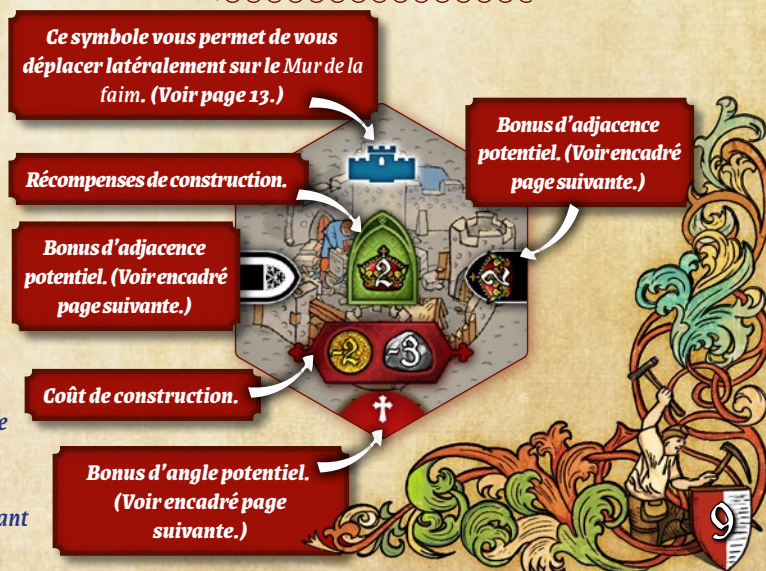 Ce symbole vous permet de vous
déplacer latéralement sur le Mur de la
faim. (Voir page 13.)
Bonus d'adjacence
potentiel. (Voir encadré
page suivante.)
Récompenses de construction.
Bonus d'adjacence
potentiel. (Voir encadré
page suivante.)
2
2
-2 -3
Coût de construction.
e
Bonus d'angle potentiel.
(Voir encadré page
suivante.)
ant
9